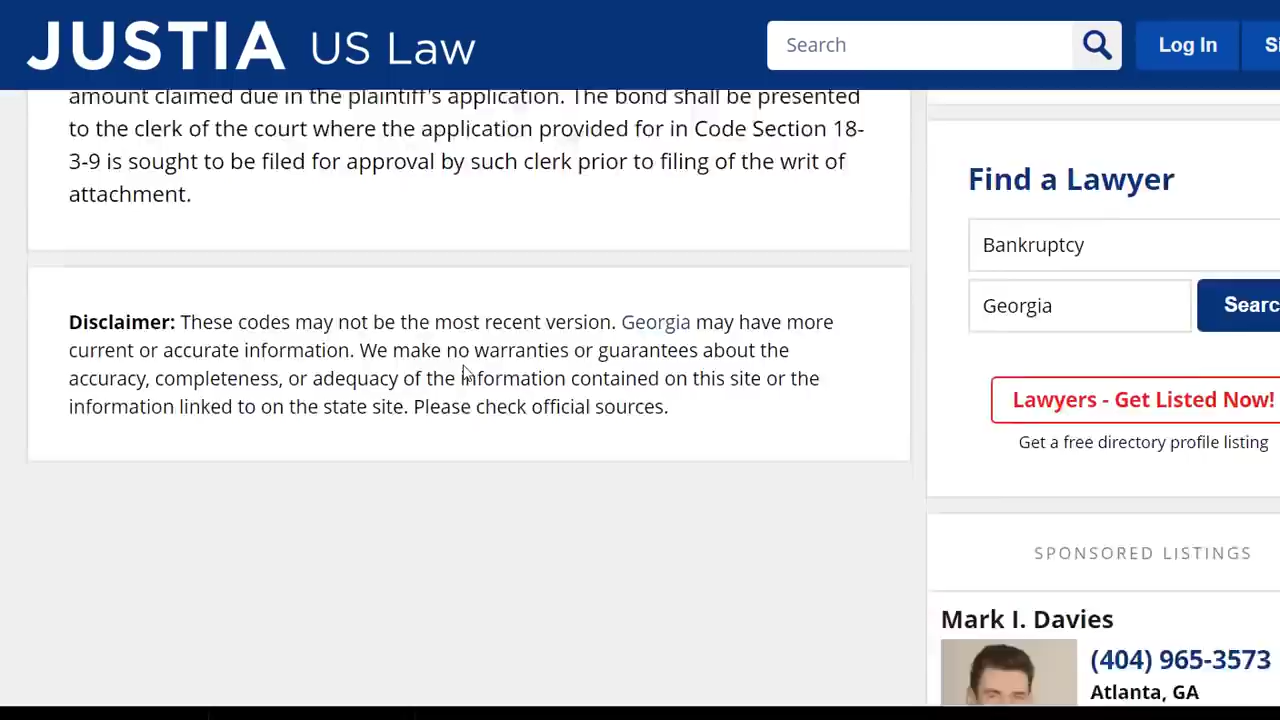 JUSTIA US Law
Search
Log In
Si
amount claimed due in the plaintiff's application. The bond shall be presented
to the clerk of the court where the application provided for in Code Section 18-
3-9 is sought to be filed for approval by such clerk prior to filing of the writ of
attachment.
Disclaimer: These codes may not be the most recent version. Georgia may have more
current or accurate information. We make no warranties or guarantees about the
accuracy, completeness, or adequacy of the information contained on this site or the
information linked to on the state site. Please check official sources.
Find a Lawyer
Bankruptcy
Georgia
Searc
Lawyers - Get Listed Now!
Get a free directory profile listing
SPONSORED LISTINGS
Mark I. Davies
(404) 965-3573
Atlanta, GA